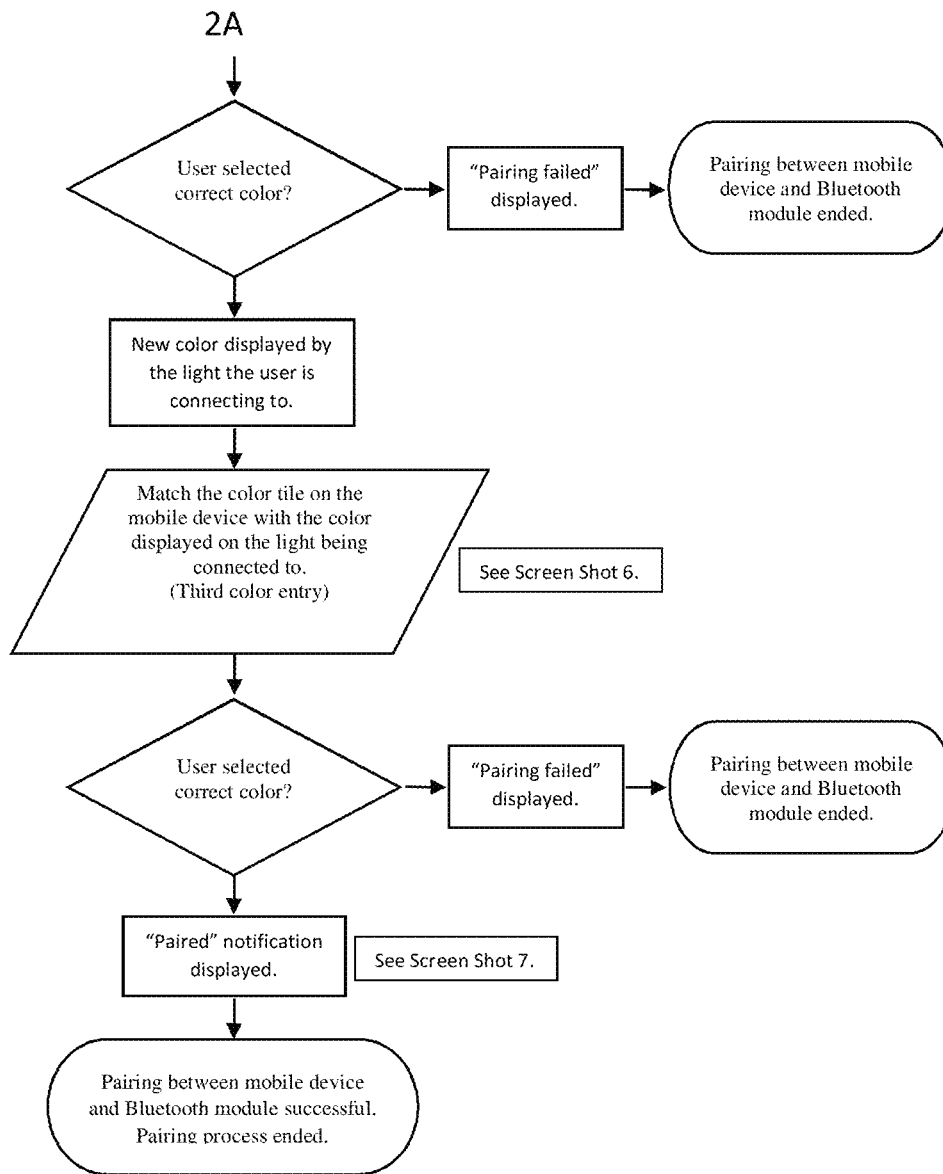 2A
User selected
correct color?
“Pairing failed”
displayed.
Pairing between mobile
device and Bluetooth
module ended.
New color displayed by
the light the user is
connecting to.
Match the color tile on the
mobile device with the color
displayed on the light being
connected to.
(Third color entry)
See Screen Shot 6.
User selected
correct color?
“Pairing failed”
displayed.
Pairing between mobile
device and Bluetooth
module ended.
“Paired” notification
displayed.
See Screen Shot 7.
Pairing between mobile device
and Bluetooth module successful.
Pairing process ended.